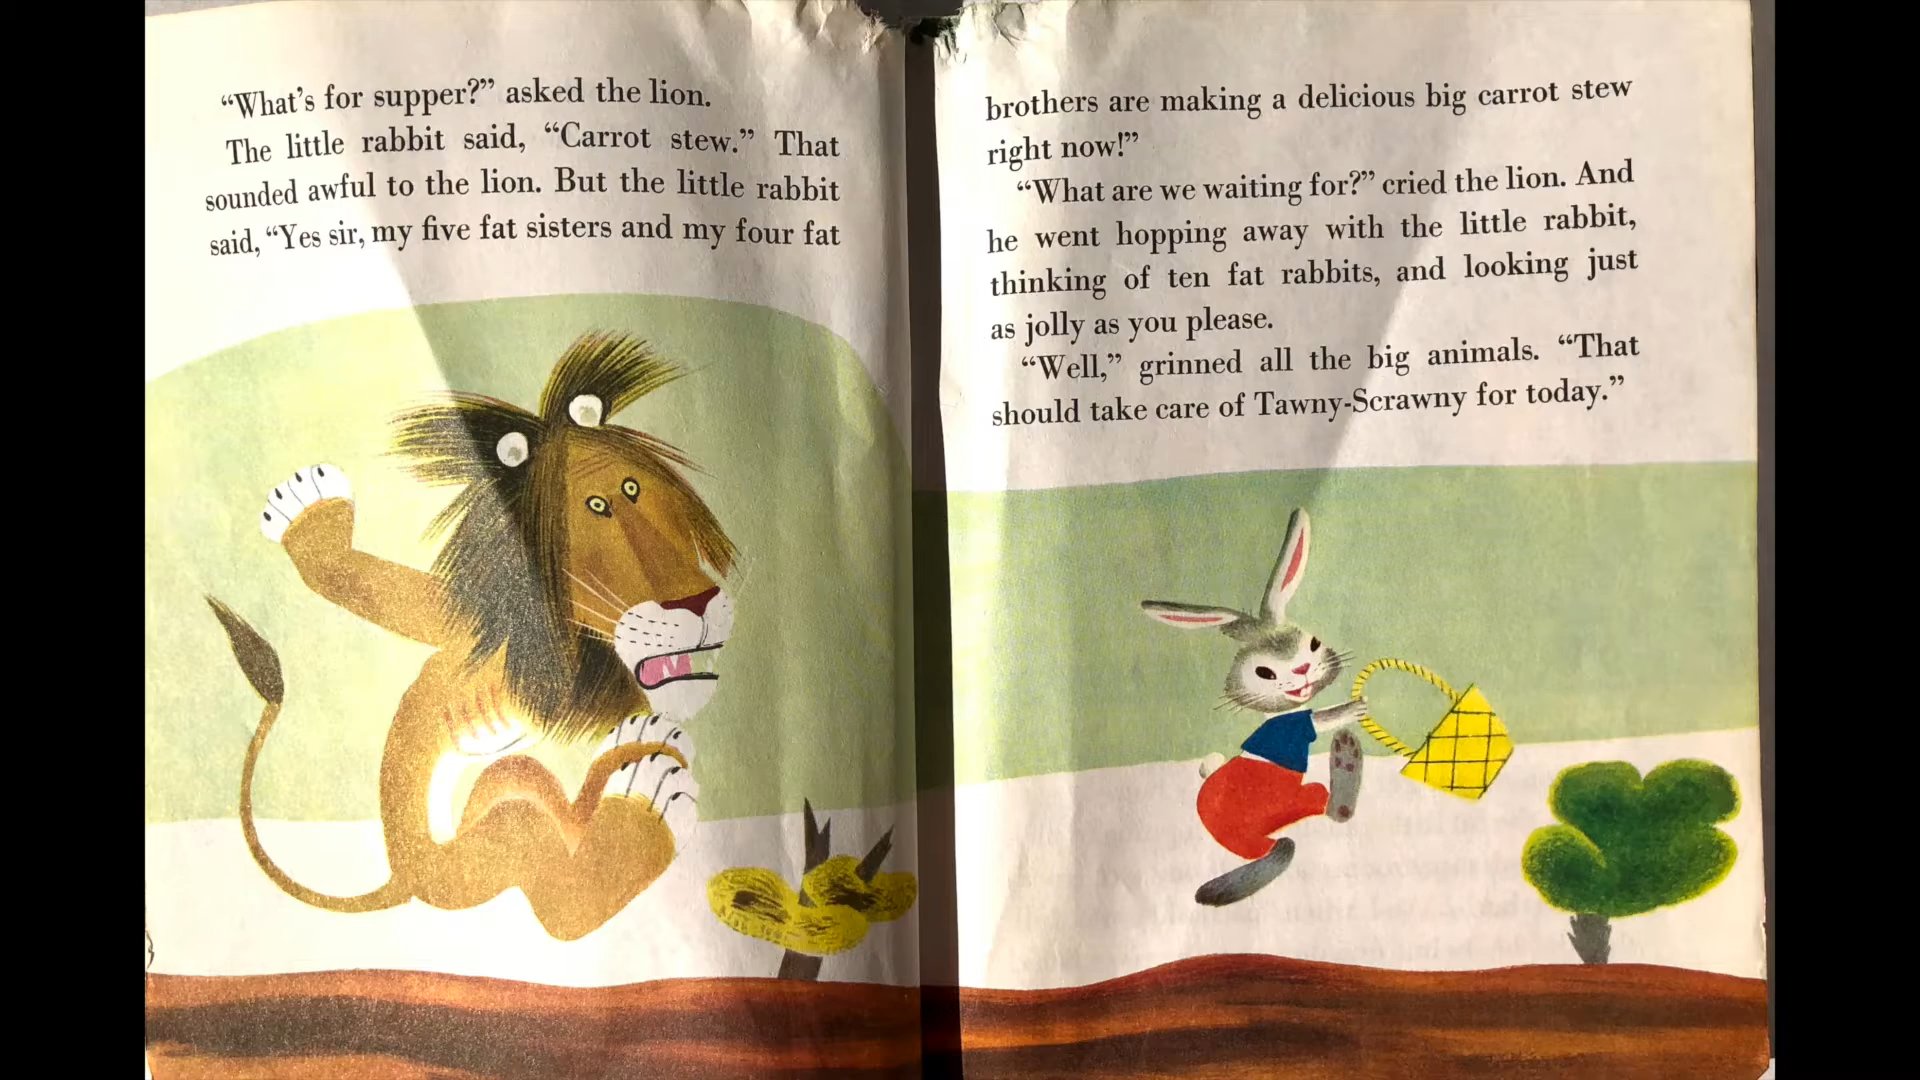 “What’s for supper?” asked the lion.
The little rabbit said, “Carrot stew.” That
sounded awful to the lion. But the little rabbit
said, “Yes sir, my five fat sisters and my four fat
brothers are making a delicious big carrot stew
right now!”
“What are we waiting for?” cried the lion. And
he went hopping away with the little rabbit,
thinking of ten fat rabbits, and looking just
as jolly as you please.
“Well,” grinned all the big animals. “That
should take care of Tawny-Scrawny for today.”